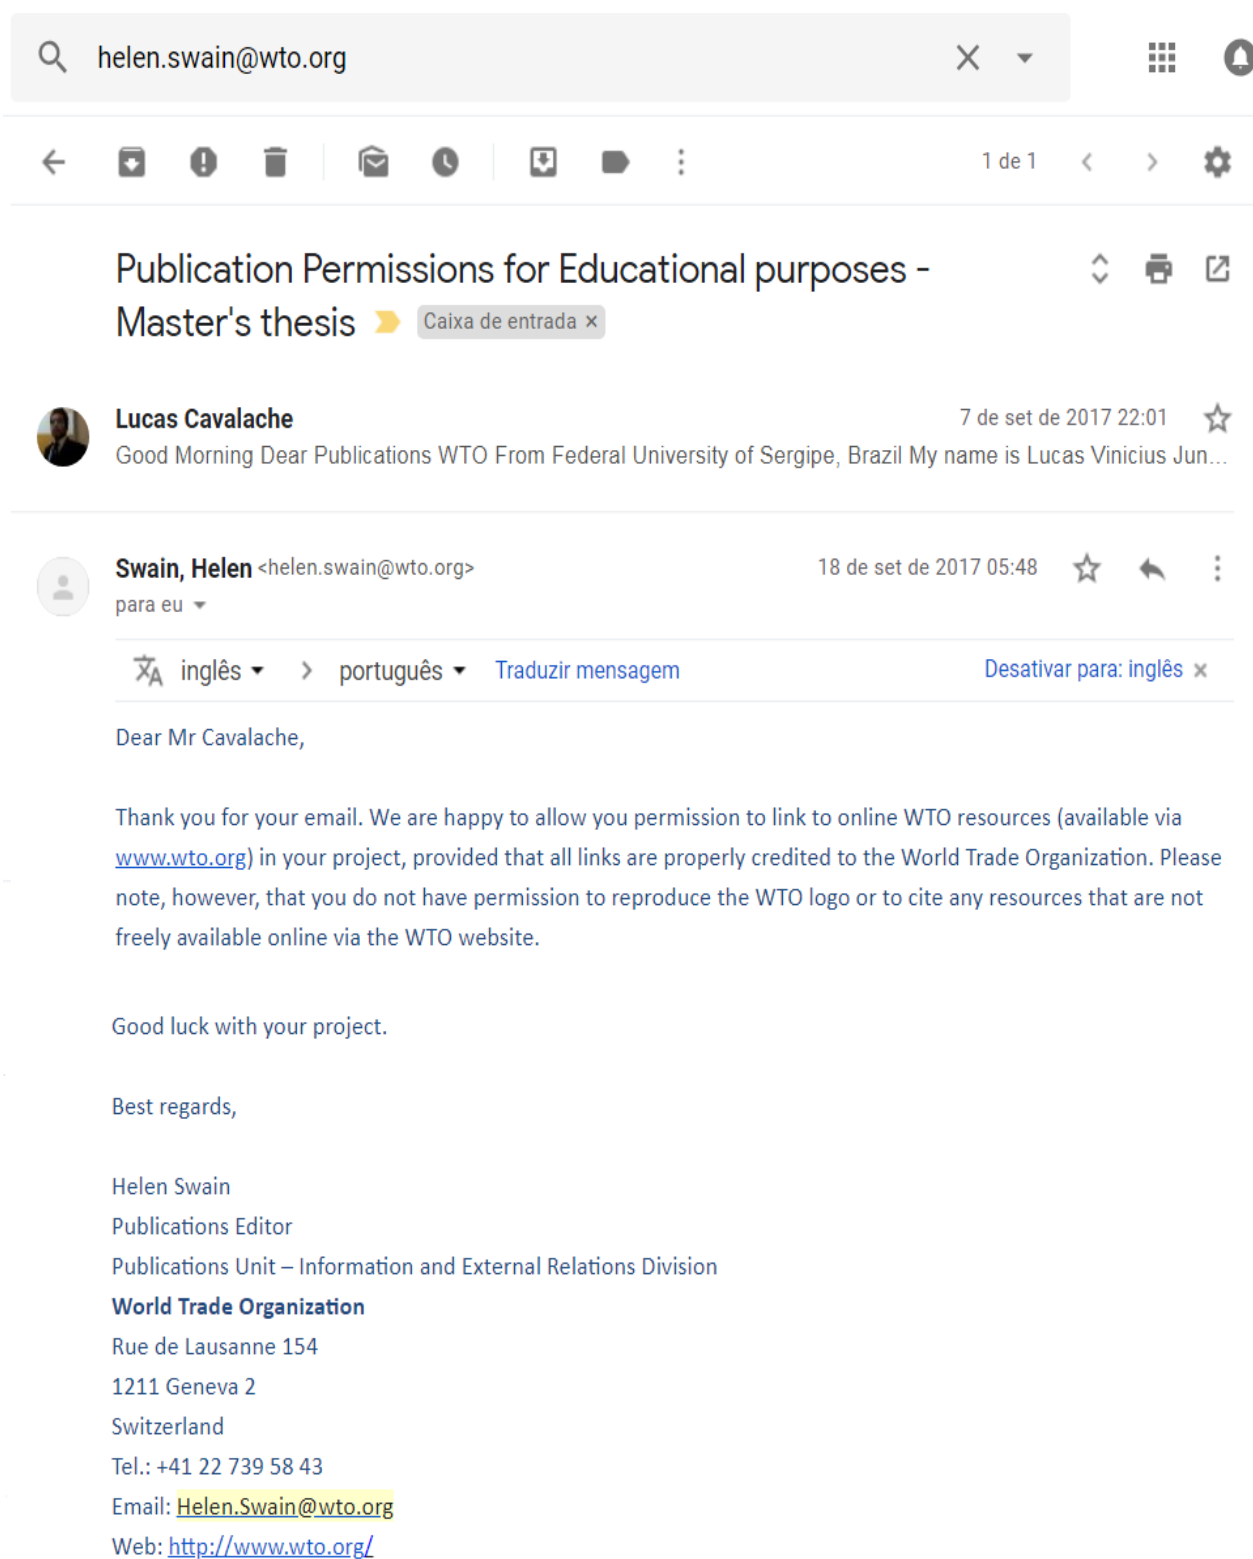 helen.swain@wto.org
1 de 1
Publication Permissions for Educational purposes -
Master's thesis Caixa de entrada ×
Lucas Cavalache 7 de set de 2017 22:01
Good Morning Dear Publications WTO From Federal University of Sergipe, Brazil My name is Lucas Vinicius Jun...
Swain, Helen <helen.swain@wto.org> 18 de set de 2017 05:48
para eu
inglês > português Traduzir mensagem Desativar para: inglês ×
Dear Mr Cavalache,
Thank you for your email. We are happy to allow you permission to link to online WTO resources (available via
www.wto.org) in your project, provided that all links are properly credited to the World Trade Organization. Please
note, however, that you do not have permission to reproduce the WTO logo or to cite any resources that are not
freely available online via the WTO website.
Good luck with your project.
Best regards,
Helen Swain
Publications Editor
Publications Unit – Information and External Relations Division
World Trade Organization
Rue de Lausanne 154
1211 Geneva 2
Switzerland
Tel.: +41 22 739 58 43
Email: Helen.Swain@wto.org
Web: http://www.wto.org/